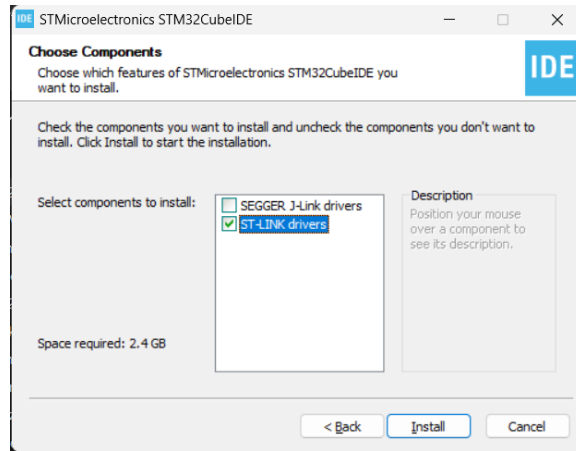 IDE STMicroelectronics STM32CubeIDE
Choose Components
Choose which features of STMicroelectronics STM32CubeIDE you
want to install.
IDE
Check the components you want to install and uncheck the components you don't want to
install. Click Install to start the installation.
Select components to install:
SEGGER J-Link drivers
ST-LINK drivers
Description
Position your mouse
over a component to
see its description.
Space required: 2.4 GB
< Back
Install
Cancel